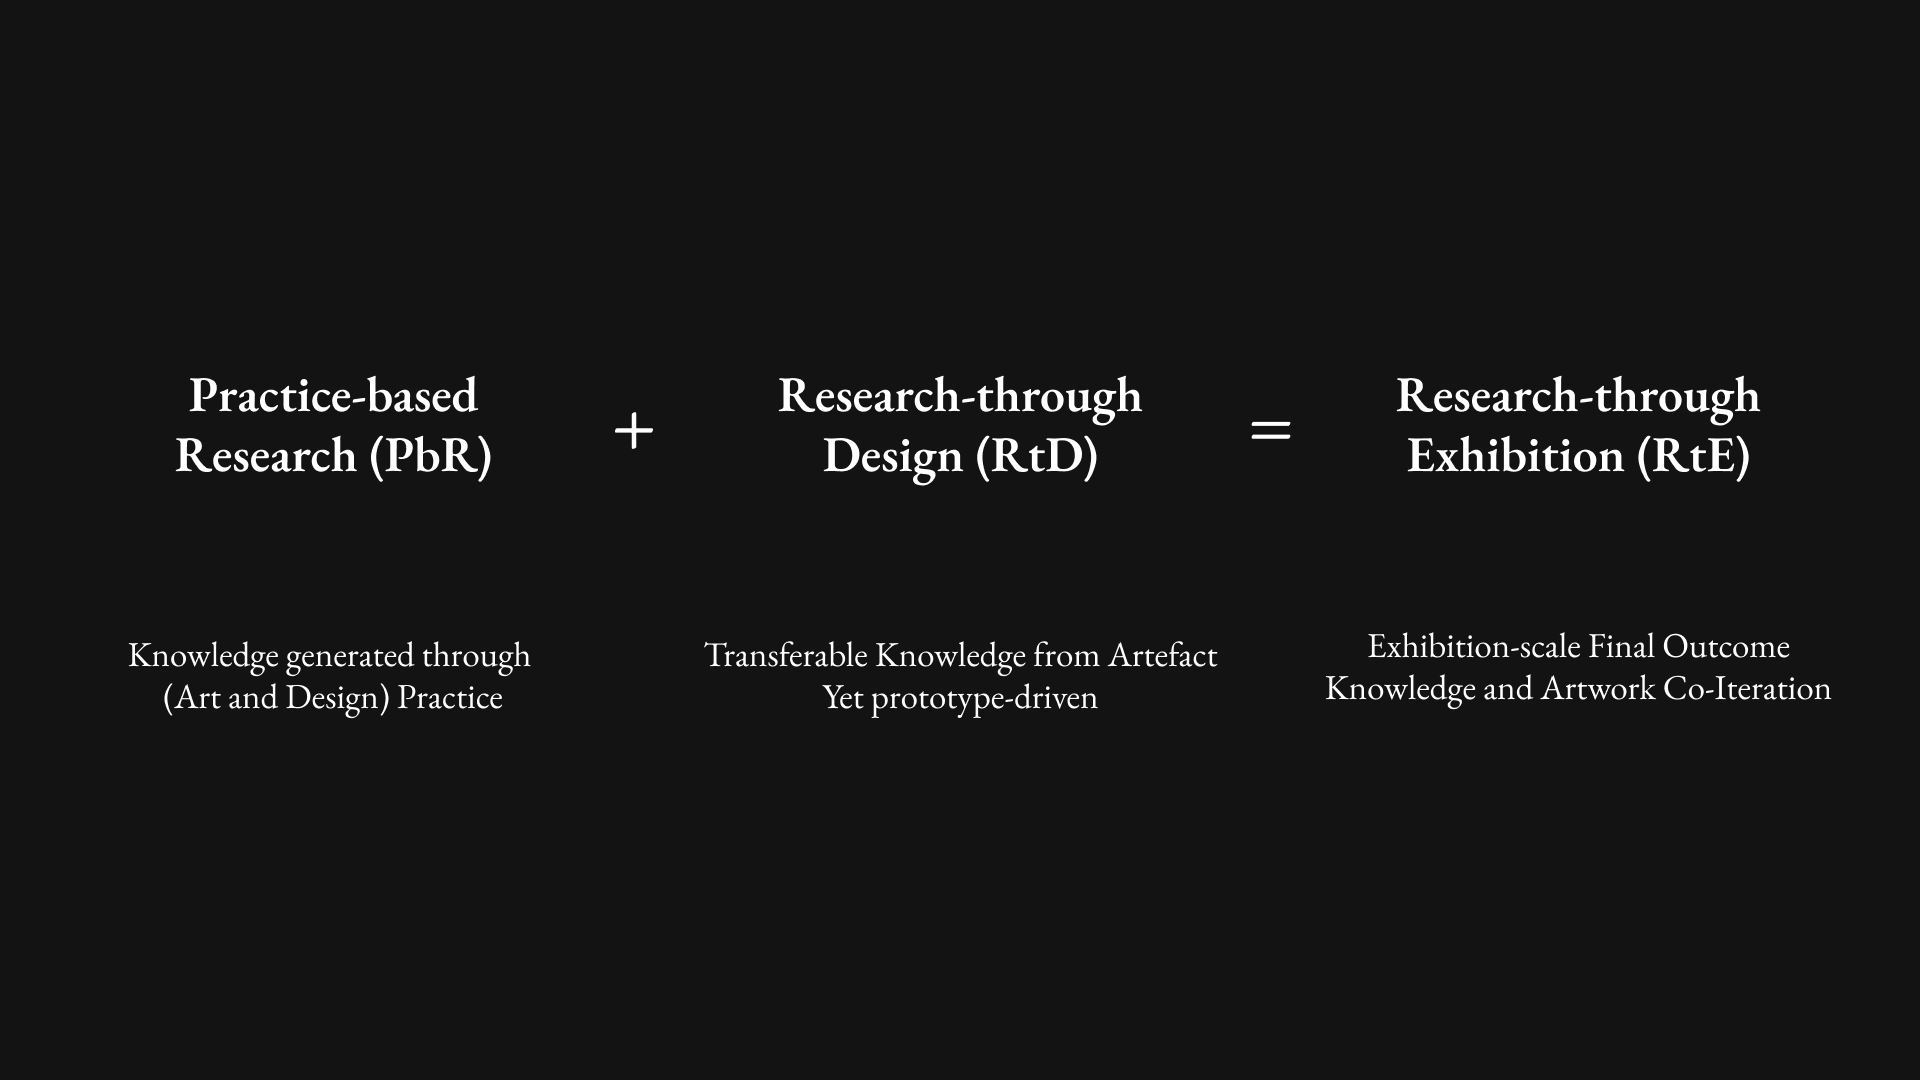 Practice-based
Research (PbR)
+
Research-through
Design (RtD)
=
Research-through
Exhibition (RtE)
Knowledge generated through
(Art and Design) Practice
Transferable Knowledge from Artefact
Yet prototype-driven
Exhibition-scale Final Outcome
Knowledge and Artwork Co-Iteration